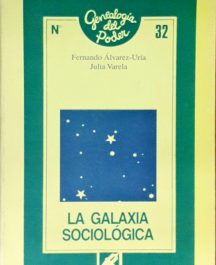 Genealogía
del
Poder
Nº 32
Fernando Álvarez-Uría
Julia Varela
LA GALAXIA
SOCIOLÓGICA